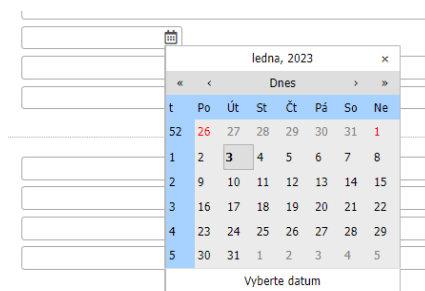 ledna, 2023 ×
« ‹ Dnes › »
t Po Út St Čt Pá So Ne
52 26 27 28 29 30 31 1
1 2 3 4 5 6 7 8
2 9 10 11 12 13 14 15
3 16 17 18 19 20 21 22
4 23 24 25 26 27 28 29
5 30 31 1 2 3 4 5
Vyberte datum